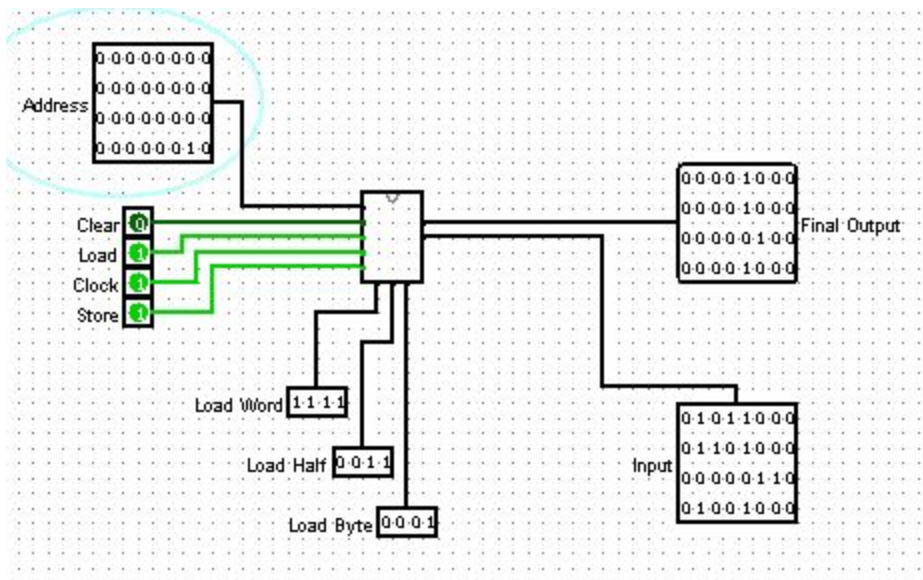 0 0 0 0 0 0 0 0
0 0 0 0 0 0 0 0
Address
0 0 0 0 0 0 0 0
0 0 0 0 0 0 1 0
Clear 0
Load 1
Clock 1
Store 1
0 0 0 0 1 0 0 0
0 0 0 0 1 0 0 0
Final Output
0 0 0 0 0 1 0 0
0 0 0 0 1 0 0 0
Load Word 1 1 1 1
Load Half 0 0 1 1
Load Byte 0 0 0 1
0 1 0 1 1 0 0 0
0 1 1 0 1 0 0 0
Input
0 0 0 0 0 1 1 0
0 1 0 0 1 0 0 0